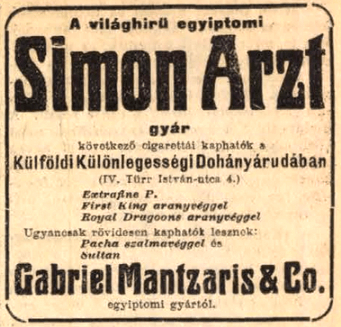 A világhirü egyiptomi
Simon Arzt
gyár
következő cigarettái kaphatók a
Külföldi Különlegességi Dohányárudában
(IV. Türr István-utca 4.)
Extrafine P.
First King aranyvéggel
Royal Dragoons aranyvéggel
Ugyancsak rövidesen kaphatók lesznek:
Pacha szalmavéggel és
Sultan
Gabriel Mantzaris & Co.
egyiptomi gyártól.